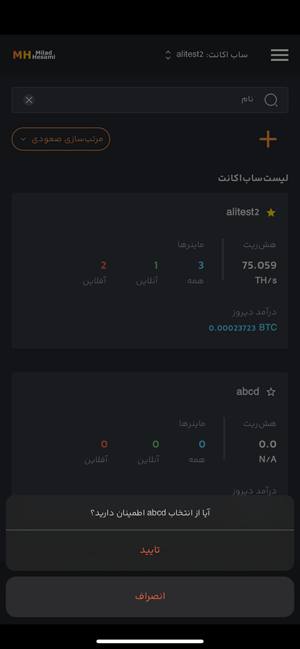 MH Milad Hesami
ساب اکانت: alitest2
نام
مرتب‌سازی صعودی
لیست‌ساب‌اکانت
alitest2
هش‌ریت
ماینرها
75.059
3
1
2
TH/s
همه
آنلاین
آفلاین
درآمد دیروز
0.00023723 BTC
abcd
هش‌ریت
ماینرها
0.0
0
0
0
N/A
همه
آنلاین
آفلاین
درآمد دیروز
آیا از انتخاب abcd اطمینان دارید؟
تایید
انصراف